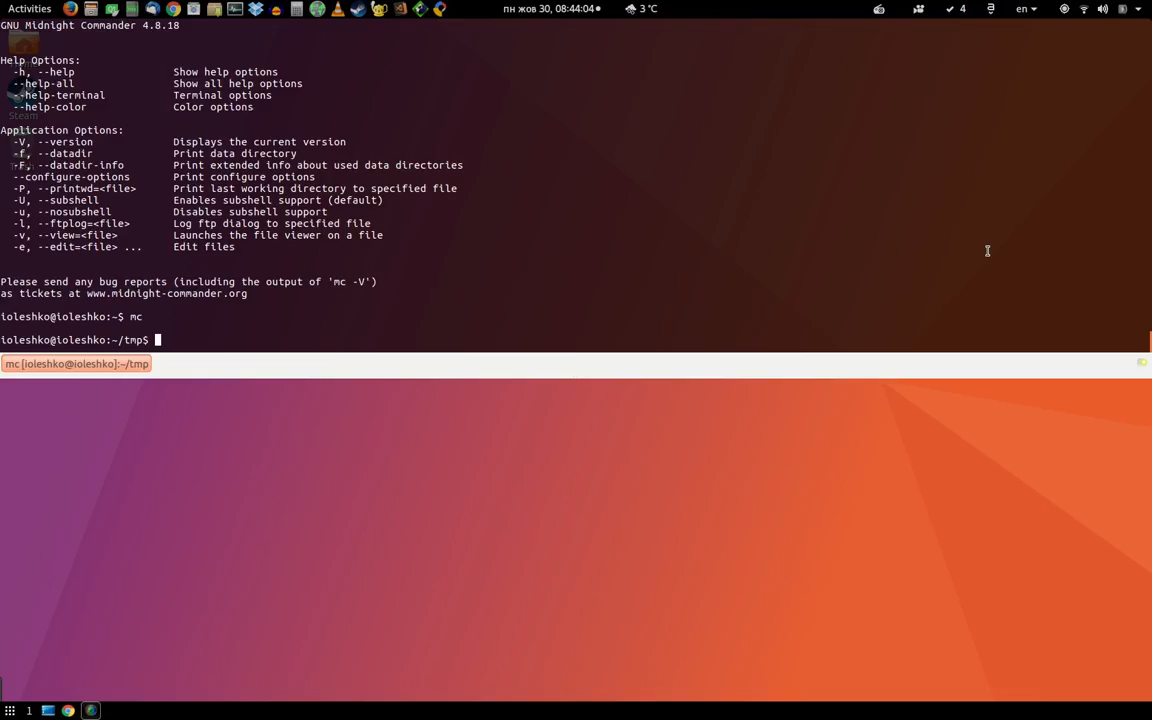 Activities
пн жов 30, 08:44:04
3 °C
4
en
GNU Midnight Commander 4.8.18
Help Options:
-h, --help Show help options
--help-all Show all help options
--help-terminal Terminal options
--help-color Color options
Steam
Application Options:
-V, --version Displays the current version
-f, --datadir Print data directory
-F, --datadir-info Print extended info about used data directories
--configure-options Print configure options
-P, --printwd=<file> Print last working directory to specified file
-U, --subshell Enables subshell support (default)
-u, --nosubshell Disables subshell support
-l, --ftplog=<file> Log ftp dialog to specified file
-v, --view=<file> Launches the file viewer on a file
-e, --edit=<file> ... Edit files
Please send any bug reports (including the output of 'mc -V')
as tickets at www.midnight-commander.org
ioleshko@ioleshko:~$ mc
ioleshko@ioleshko:~/tmp$
mc [ioleshko@ioleshko]:~/tmp
1